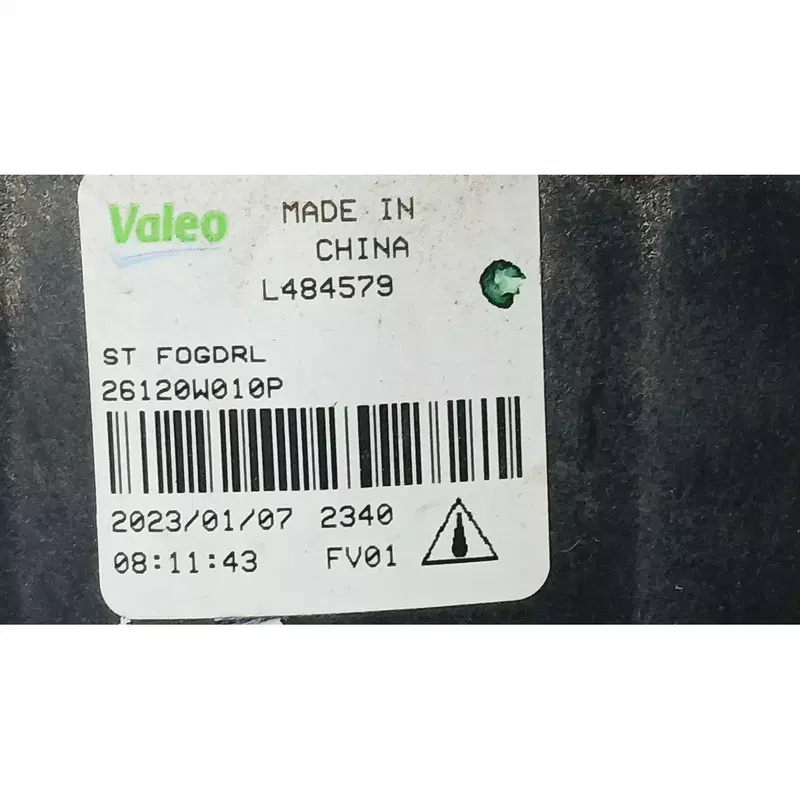 Valeo
MADE IN
CHINA
L484579
ST FOGDRL
26120W010P
2023/01/07 2340
08:11:43 FV01